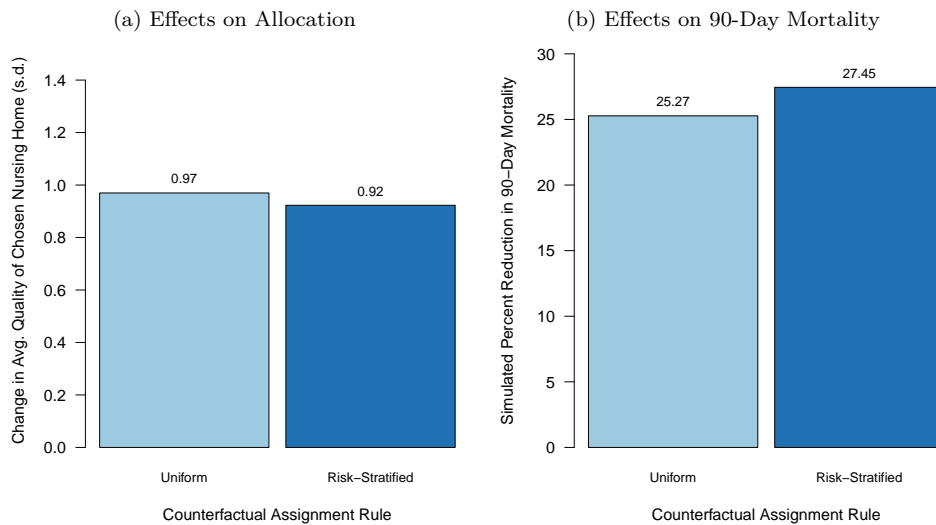 (a) Effects on Allocation
Change in Avg. Quality of Chosen Nursing Home (s.d.)
1.4
1.2
1.0
0.8
0.6
0.4
0.2
0.0
0.97
0.92
Uniform
Risk−Stratified
Counterfactual Assignment Rule
(b) Effects on 90-Day Mortality
Simulated Percent Reduction in 90−Day Mortality
30
25
20
15
10
5
0
25.27
27.45
Uniform
Risk−Stratified
Counterfactual Assignment Rule